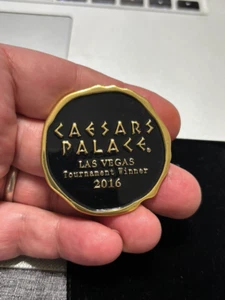 CAESARS
PALACE®
LAS VEGAS
Tournament Winner
2016